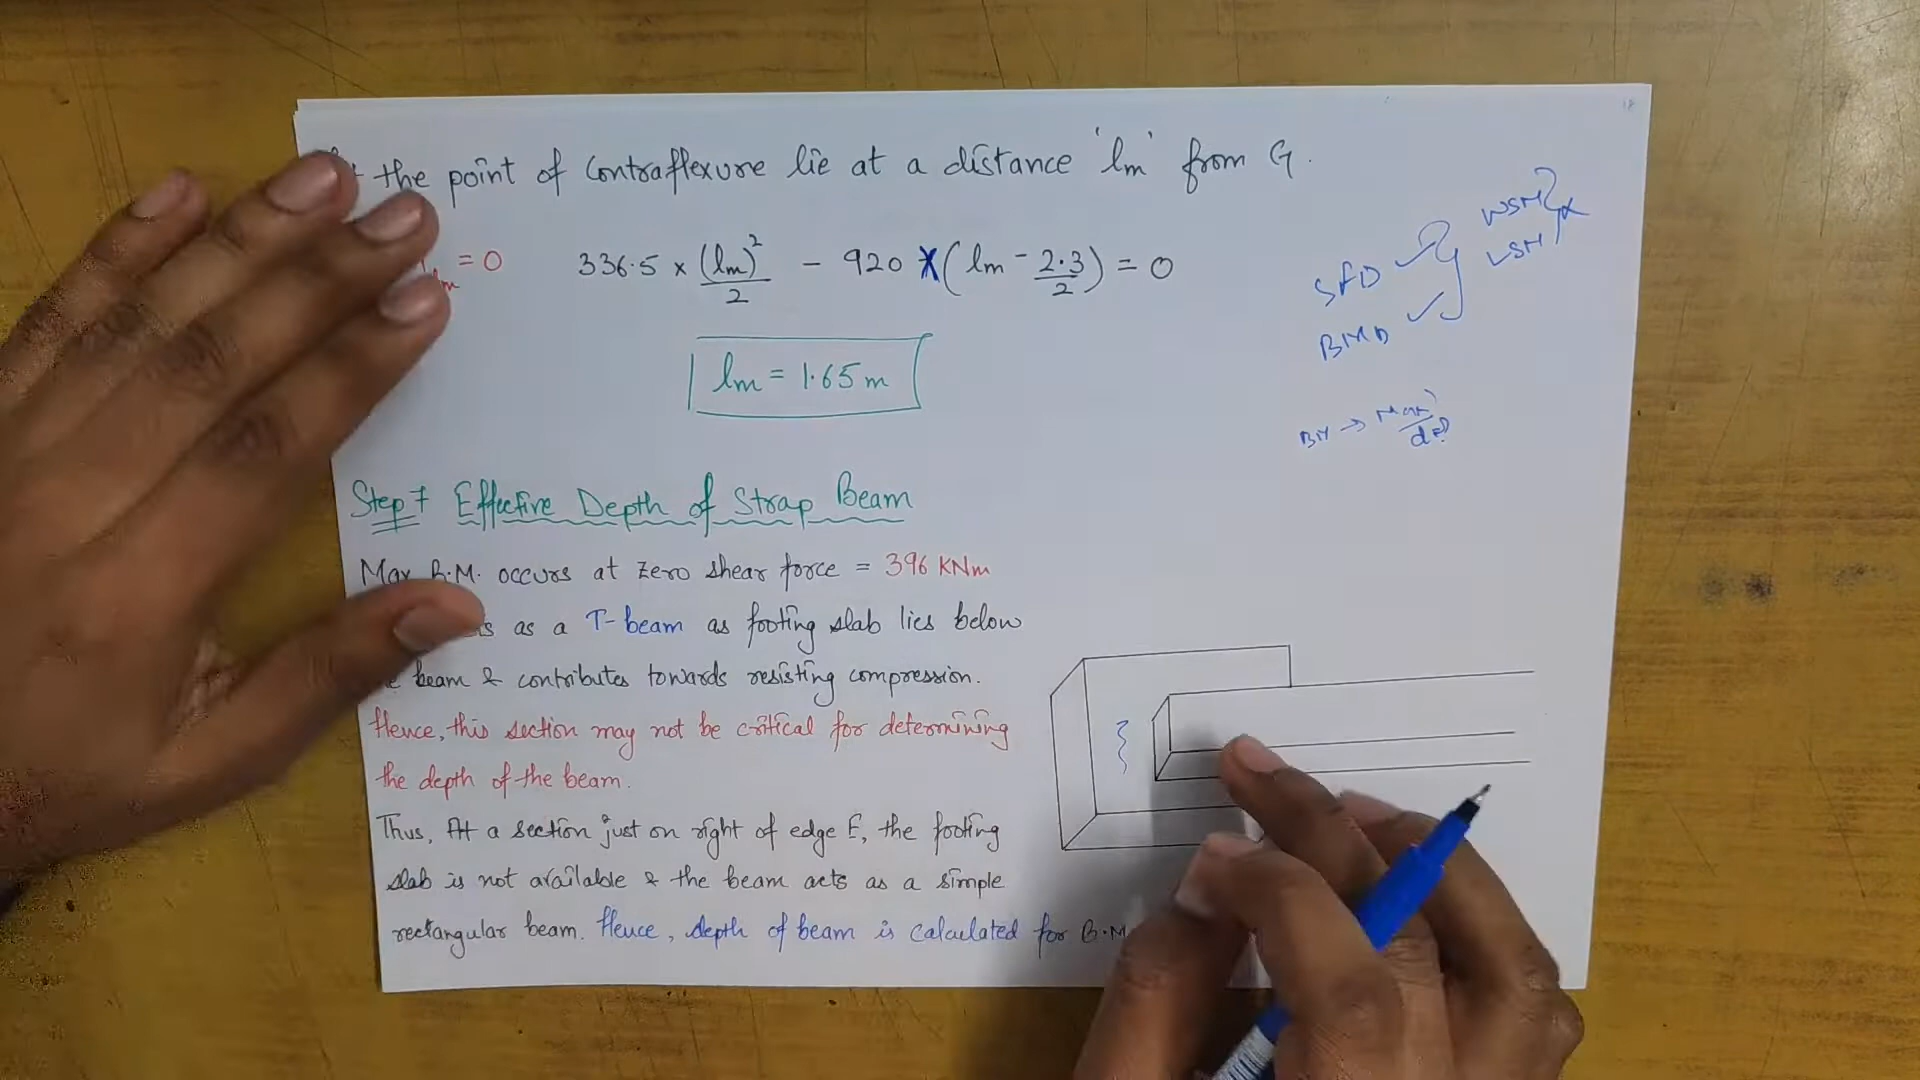 the point of Contraflexure lie at a distance 'lm' from G.
m = 0 336.5 × (lm)²/2 - 920 × (lm - 2.3/2) = 0
lm = 1.65 m
SFD
BMD
WSM
LSM
BM → Max
Step 7 Effective Depth of Strap Beam
Max B.M. occurs at zero shear force = 396 KNm
as a T-beam as footing slab lies below
beam & contributes towards resisting compression.
Hence, this section may not be critical for determining
the depth of the beam.
Thus, At a section just on right of edge E, the footing
slab is not available & the beam acts as a simple
rectangular beam. Hence, depth of beam is calculated for B.M